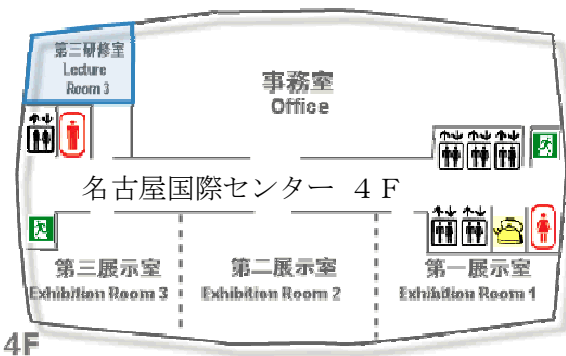 第三研修室
Lecture
Room 3
事務室
Office
名古屋国際センター ４Ｆ
第三展示室
Exhibition Room 3
第二展示室
Exhibition Room 2
第一展示室
Exhibition Room 1
4F